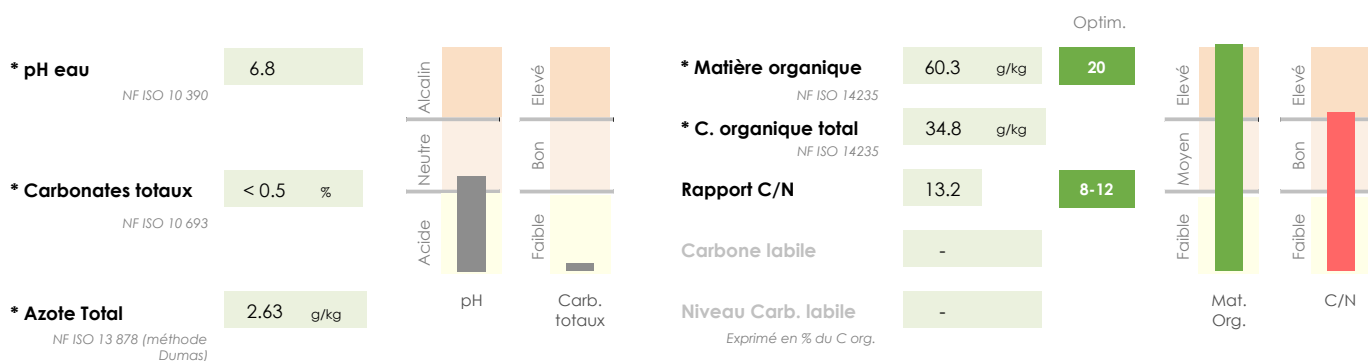 Optim.
* pH eau
6.8
NF ISO 10 390
* Carbonates totaux
< 0.5 %
NF ISO 10 693
* Azote Total
2.63 g/kg
NF ISO 13 878 (méthode
Dumas)
Alcalin
Neutre
Acide
pH
Elevé
Bon
Faible
Carb.
totaux
* Matière organique
60.3 g/kg
20
NF ISO 14235
* C. organique total
34.8 g/kg
NF ISO 14235
Rapport C/N
13.2
8-12
Carbone labile
-
Niveau Carb. labile
-
Exprimé en % du C org.
Elevé
Moyen
Faible
Mat.
Org.
Elevé
Bon
Faible
C/N